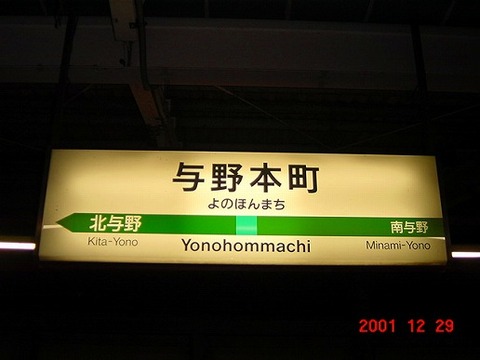 与野本町
よのほんまち
北与野 南与野
Kita-Yono Yonohommachi Minami-Yono
2001 12 29